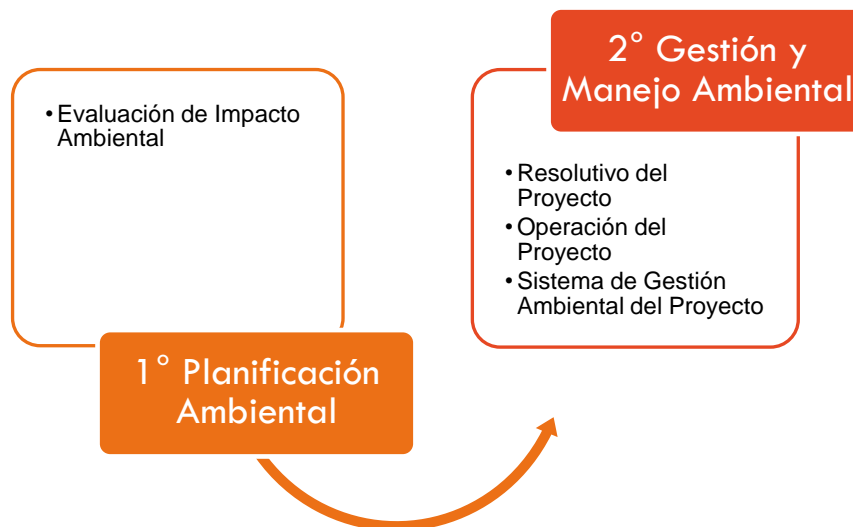 • Evaluación de Impacto
Ambiental
1° Planificación
Ambiental
2° Gestión y
Manejo Ambiental
• Resolutivo del
Proyecto
• Operación del
Proyecto
• Sistema de Gestión
Ambiental del Proyecto